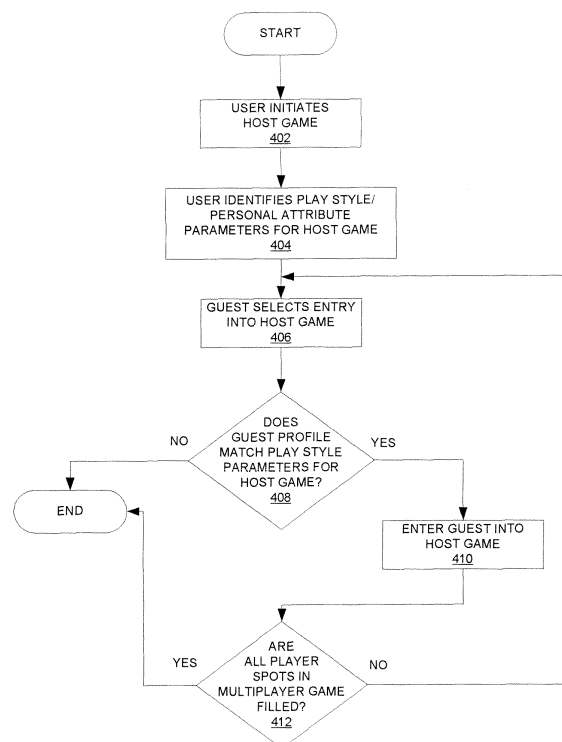 START
USER INITIATES
HOST GAME
402
USER IDENTIFIES PLAY STYLE/
PERSONAL ATTRIBUTE
PARAMETERS FOR HOST GAME
404
GUEST SELECTS ENTRY
INTO HOST GAME
406
DOES
GUEST PROFILE
MATCH PLAY STYLE
PARAMETERS FOR
HOST GAME?
408
NO
YES
END
ENTER GUEST INTO
HOST GAME
410
ARE
ALL PLAYER
SPOTS IN
MULTIPLAYER GAME
FILLED?
412
YES
NO